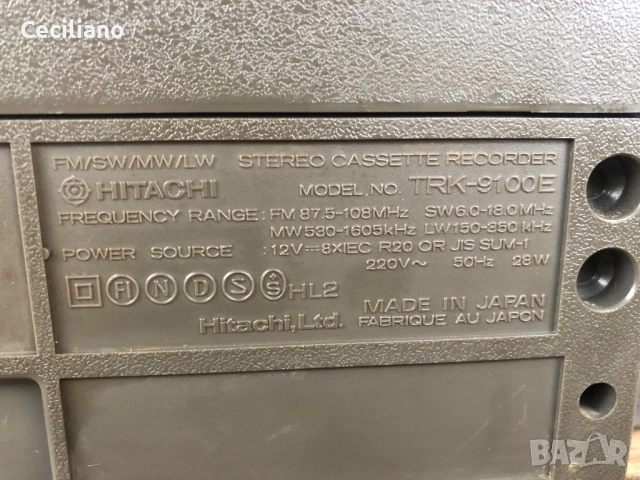 Ceciliano
FM/SW/MW/LW STEREO CASSETTE RECORDER
HITACHI MODEL NO. TRK-9100E
FREQUENCY RANGE: FM 87.5-108MHz SW 6.0-18.0MHz
MW 530-1605kHz LW 150-350kHz
POWER SOURCE :12V⎓8×IEC R20 OR JIS SUM-1
220V~ 50Hz 28W
FI N D S S HL2
MADE IN JAPAN
Hitachi, Ltd. FABRIQUE AU JAPON
BAZAR